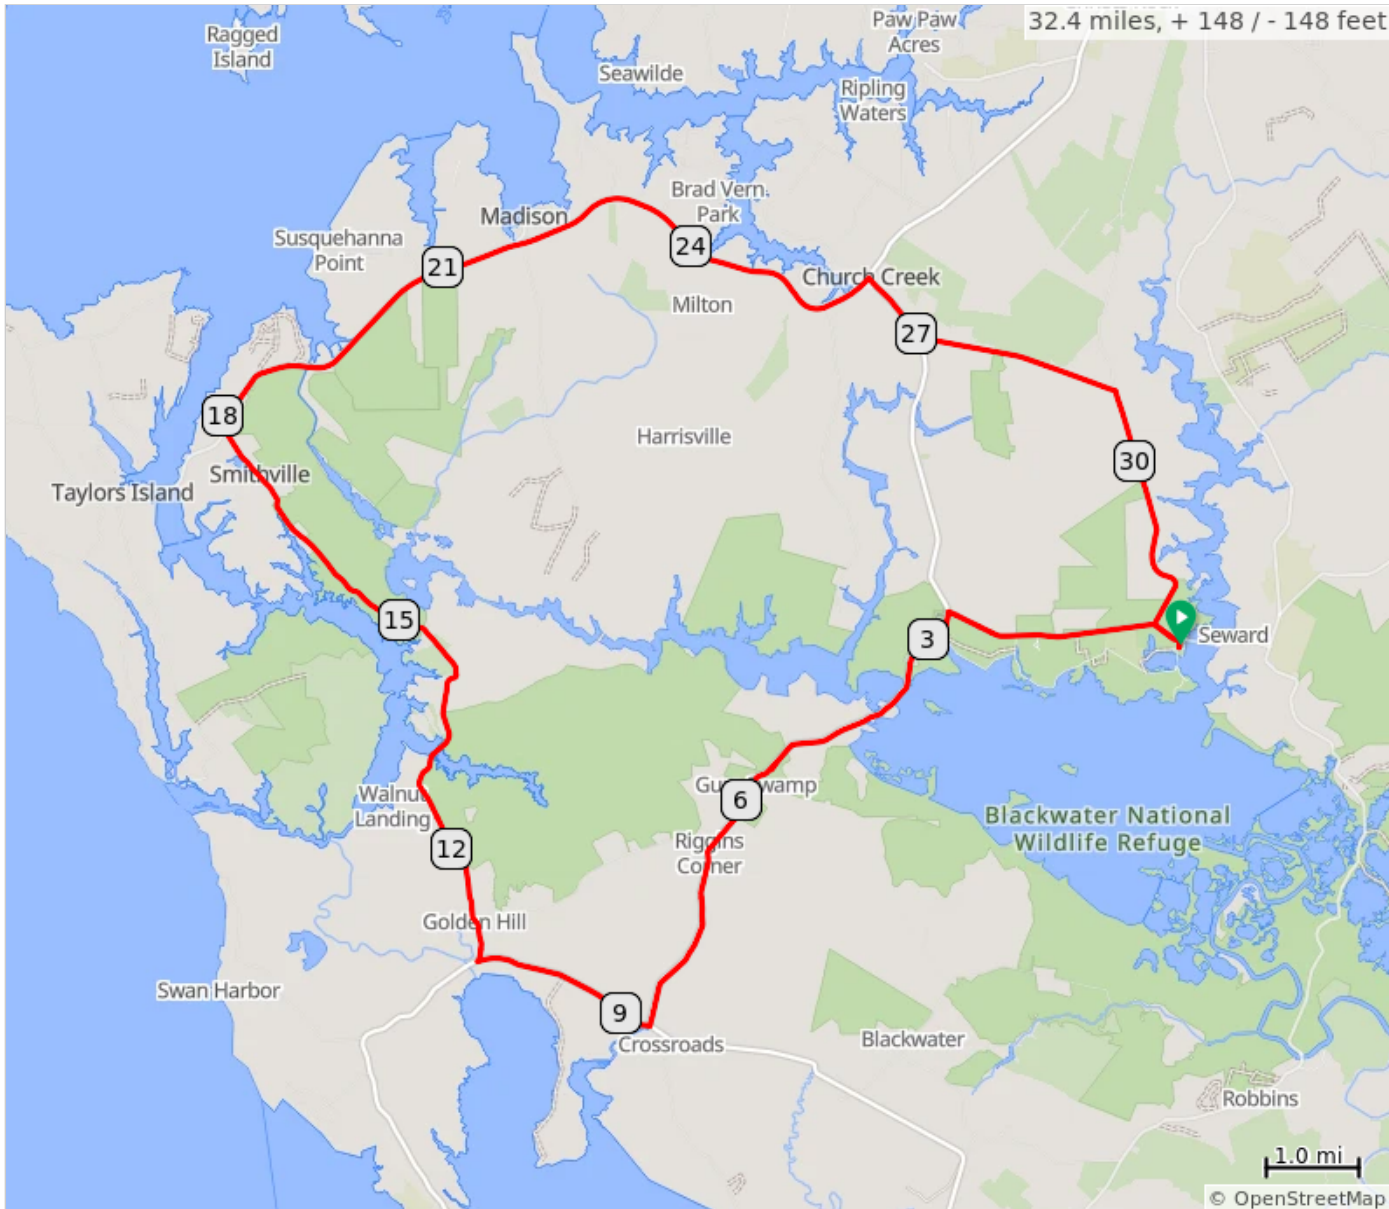 32.4 miles, + 148 / - 148 feet
Paw Paw
Acres
Ragged
Island
Seawilde
Ripling
Waters
Brad Vern
Park
Madison
Susquehanna
Point
24
21
Church Creek
Milton
27
18
Harrisville
30
Smithville
Taylors Island
15
3
Seward
Gum Swamp
6
Walnut
Landing
Blackwater National
Wildlife Refuge
Riggins
Corner
12
Golden Hill
Swan Harbor
9
Crossroads
Blackwater
Robbins
1.0 mi
© OpenStreetMap